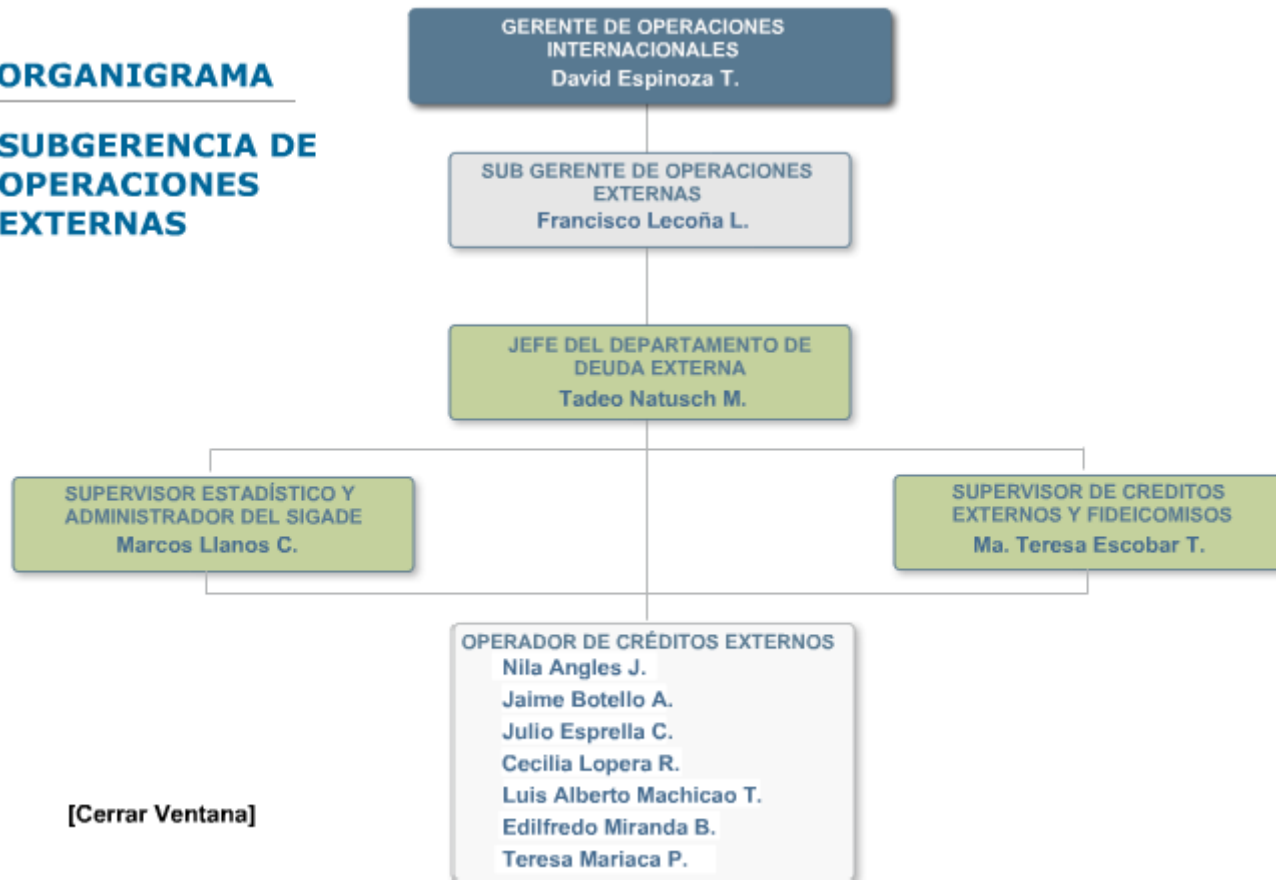 ORGANIGRAMA
SUBGERENCIA DE
OPERACIONES
EXTERNAS
GERENTE DE OPERACIONES
INTERNACIONALES
David Espinoza T.
SUB GERENTE DE OPERACIONES
EXTERNAS
Francisco Lecoña L.
JEFE DEL DEPARTAMENTO DE
DEUDA EXTERNA
Tadeo Natusch M.
SUPERVISOR ESTADÍSTICO Y
ADMINISTRADOR DEL SIGADE
Marcos Llanos C.
SUPERVISOR DE CREDITOS
EXTERNOS Y FIDEICOMISOS
Ma. Teresa Escobar T.
OPERADOR DE CRÉDITOS EXTERNOS
Nila Angles J.
Jaime Botello A.
Julio Esprella C.
Cecilia Lopera R.
Luis Alberto Machicao T.
Edilfredo Miranda B.
Teresa Mariaca P.
[Cerrar Ventana]